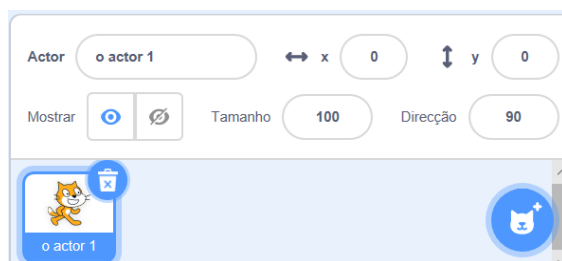 Actor o actor 1 x 0 y 0
Mostrar Tamanho 100 Direcção 90
o actor 1